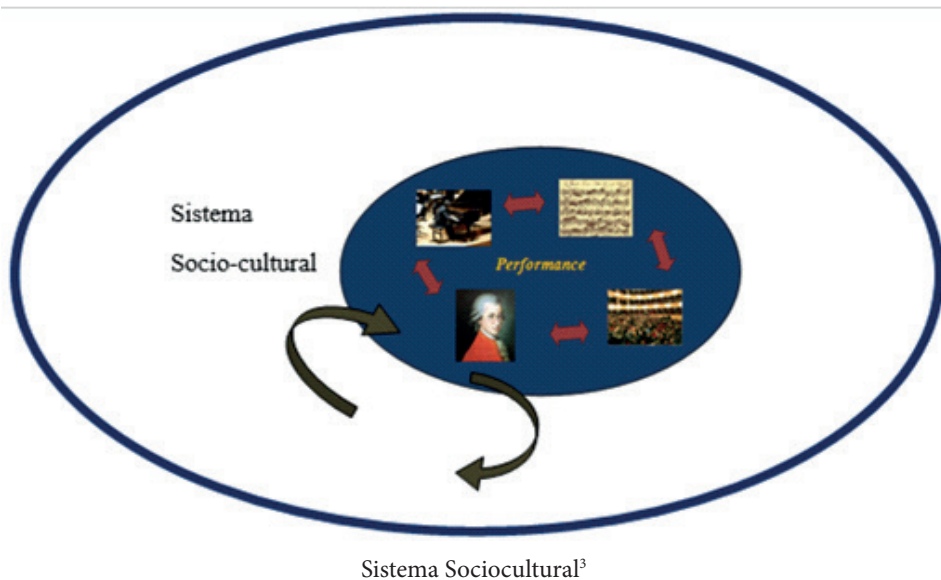 Sistema
Socio-cultural
Performance
Sistema Sociocultural³